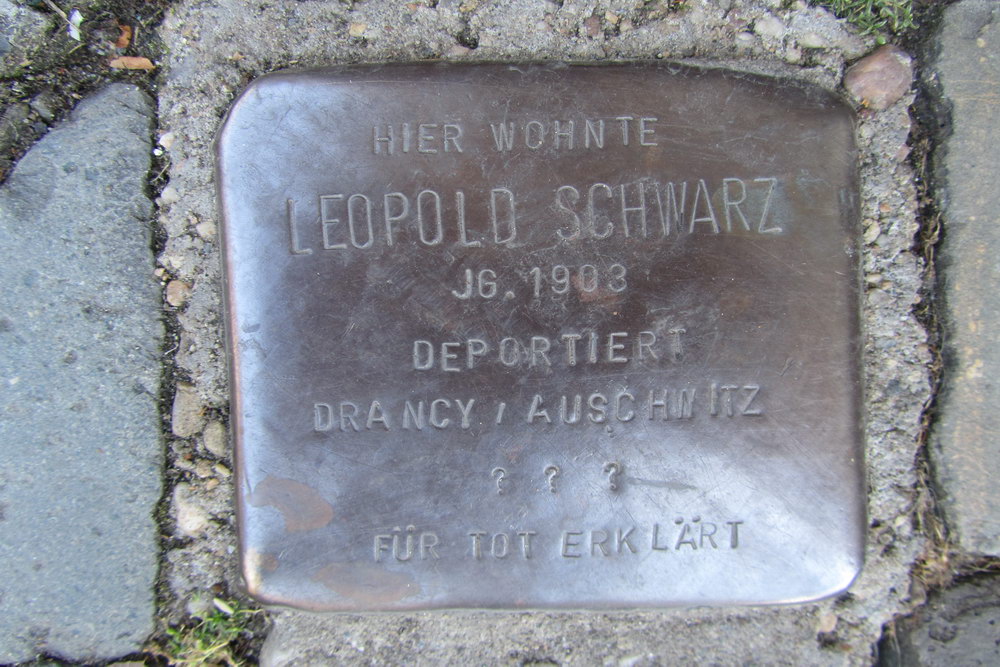 HIER WOHNTE
LEOPOLD SCHWARZ
JG. 1903
DEPORTIERT
DRANCY / AUSCHWITZ
? ? ?
FÜR TOT ERKLÄRT